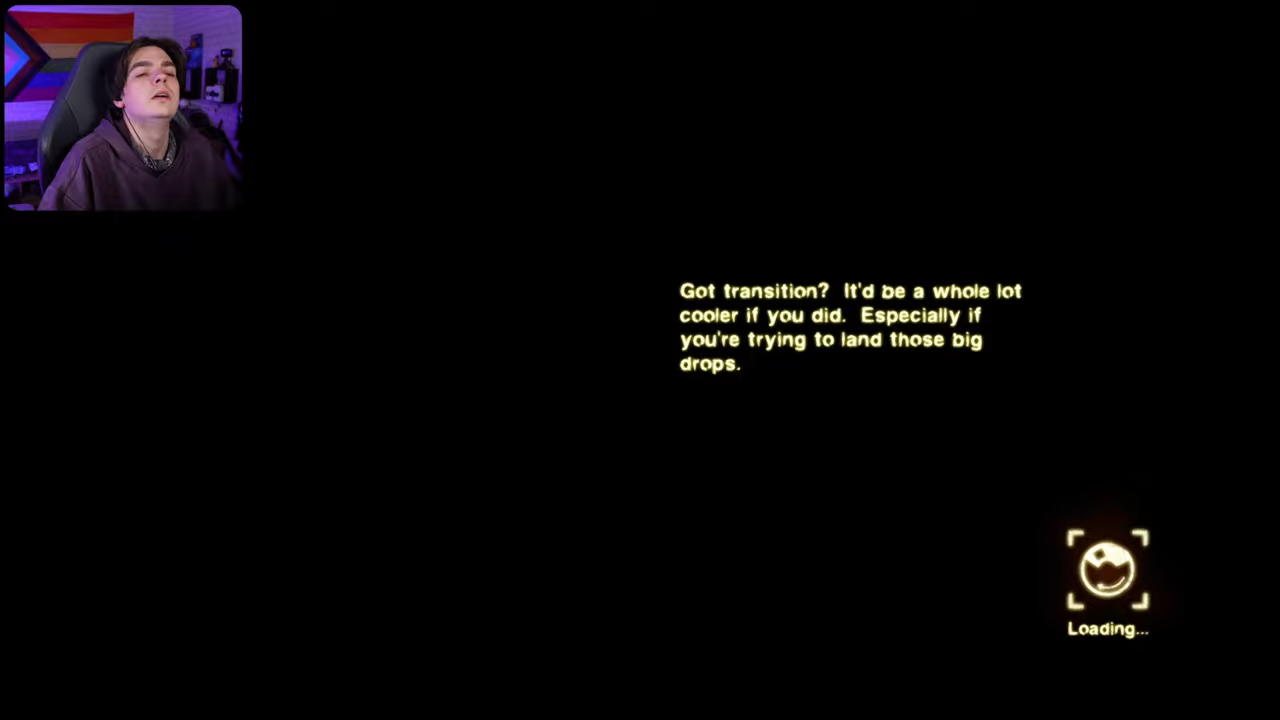 Got transition? It'd be a whole lot
cooler if you did. Especially if
you're trying to land those big
drops.
Loading...